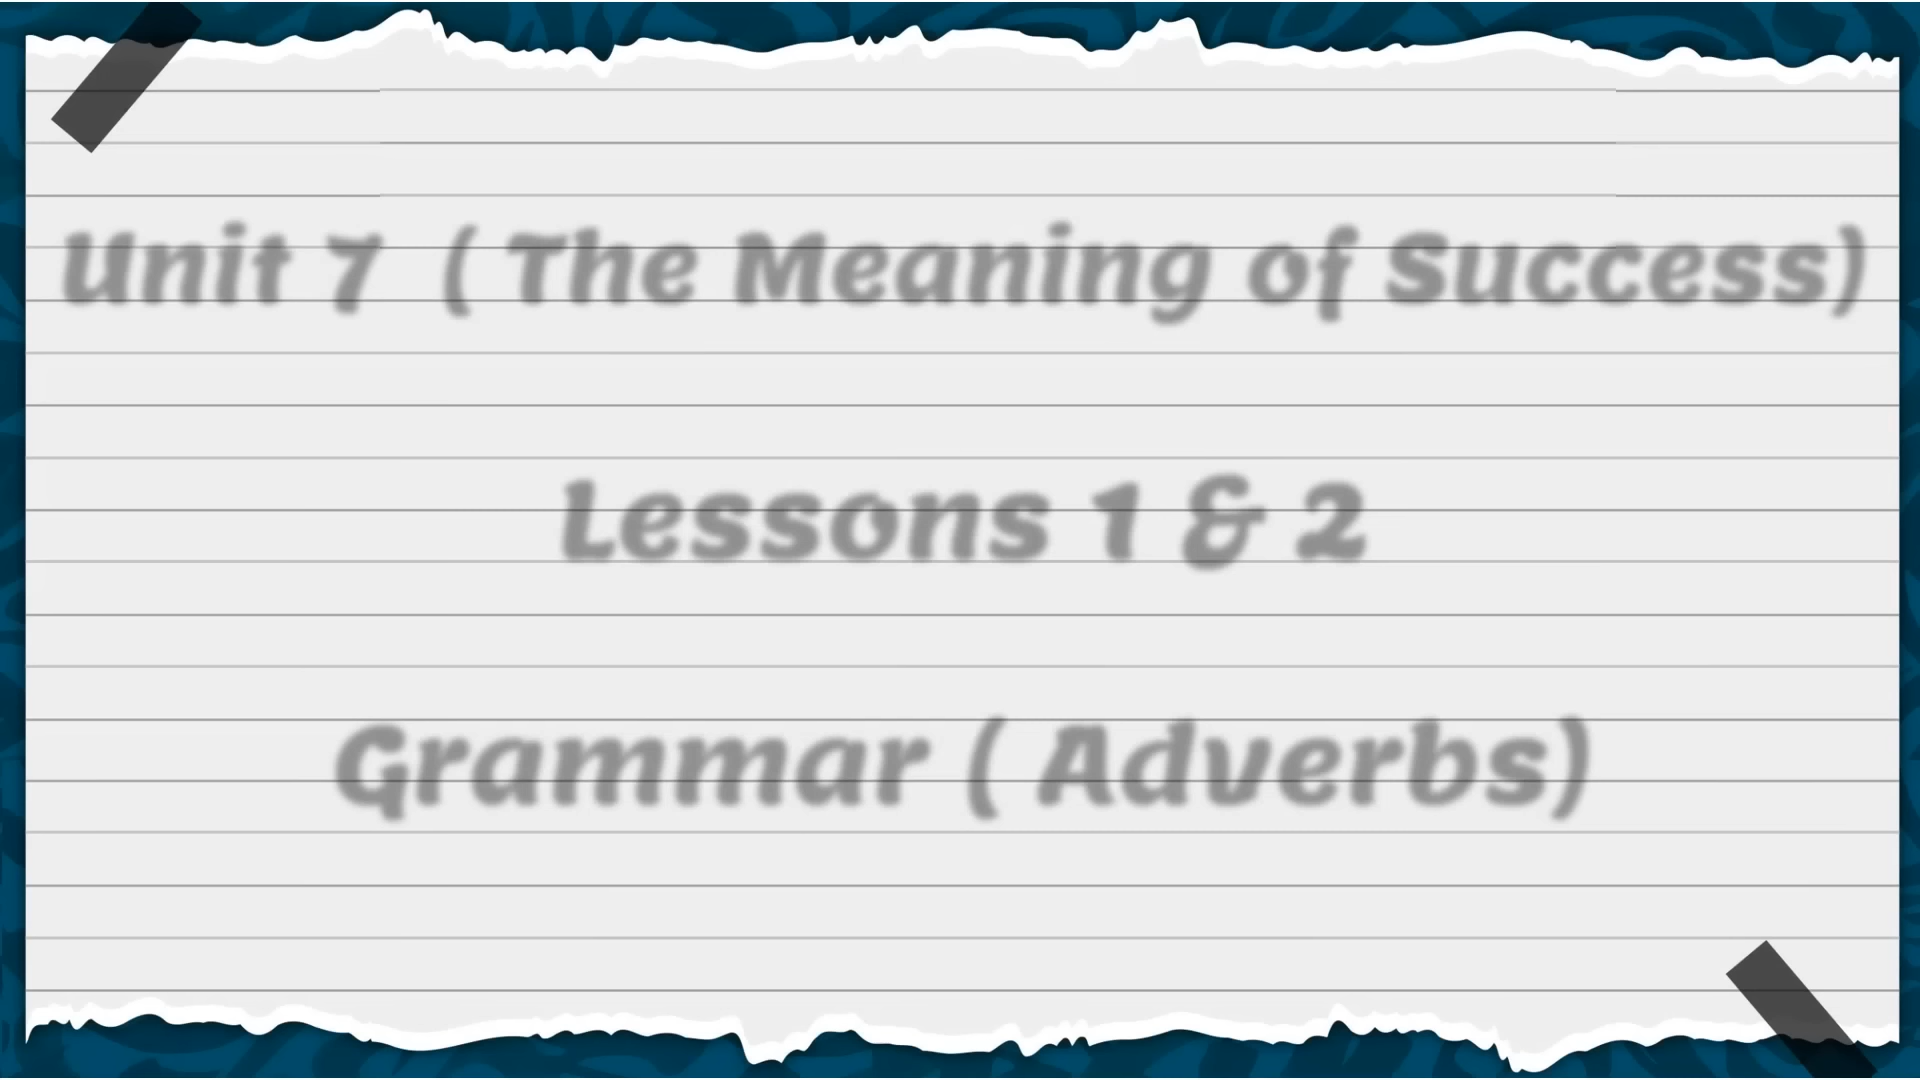 Unit 7 ( The Meaning of Success)
Lessons 1 & 2
Grammar ( Adverbs)